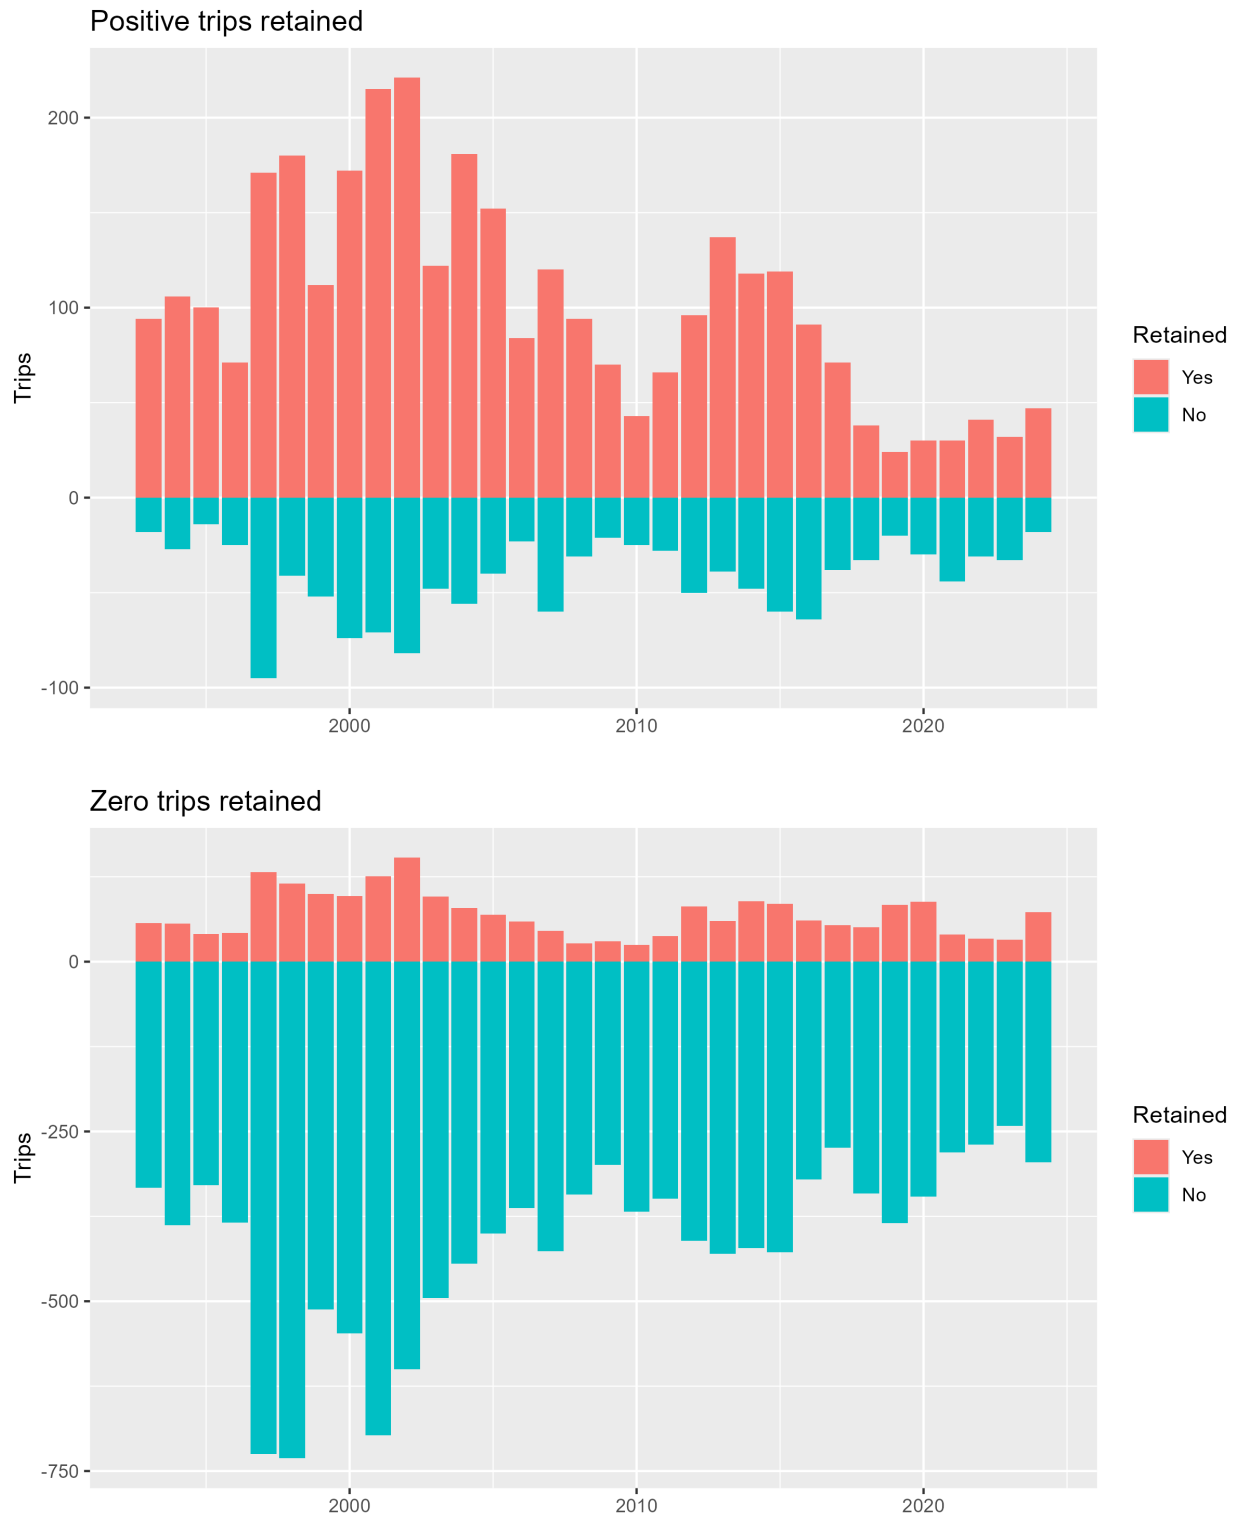 Positive trips retained
200
100
0
-100
Trips
2000
2010
2020
Retained
Yes
No
Zero trips retained
0
-250
-500
-750
Trips
2000
2010
2020
Retained
Yes
No